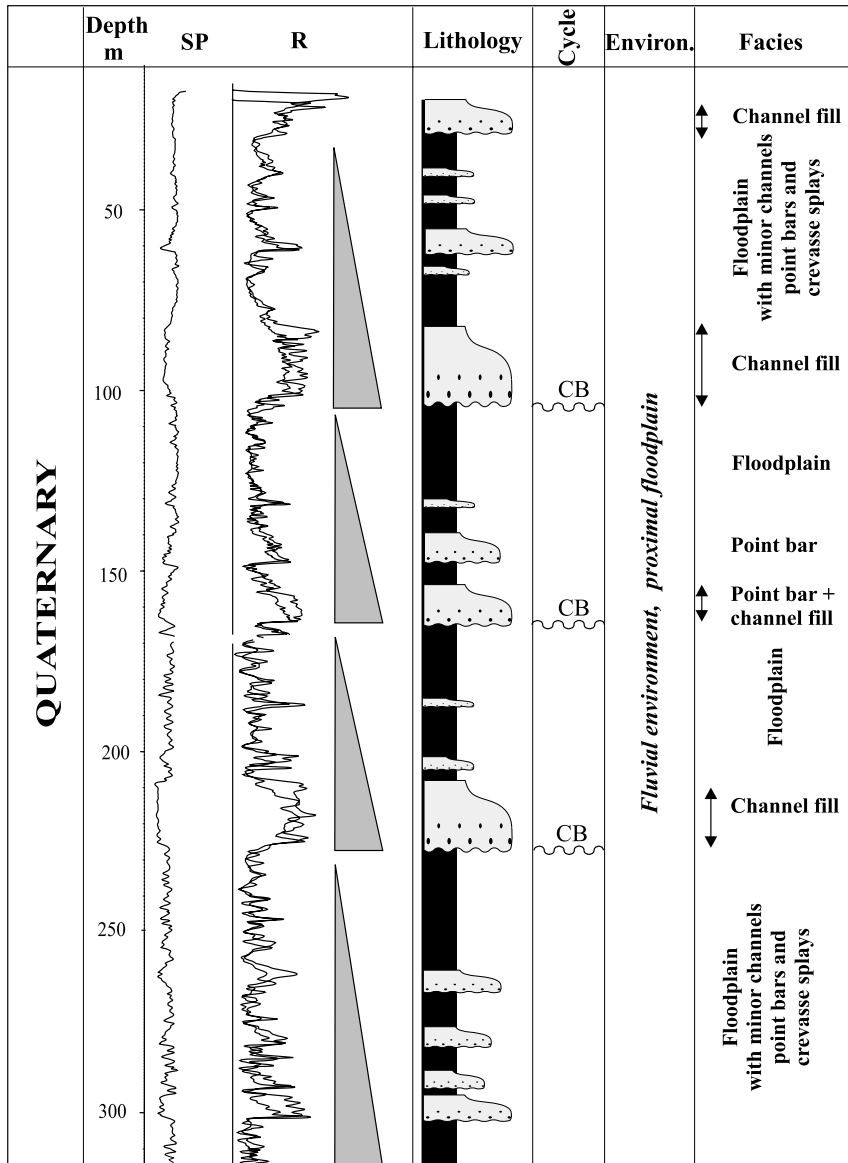 Depth
m
SP
R
Lithology
Cycle
Environ.
Facies
QUATERNARY
50
100
150
200
250
300
CB
CB
CB
Fluvial environment, proximal floodplain
Channel fill
Floodplain
with minor channels
point bars and
crevasse splays
Channel fill
Floodplain
Point bar
Point bar +
channel fill
Floodplain
Channel fill
Floodplain
with minor channels
point bars and
crevasse splays